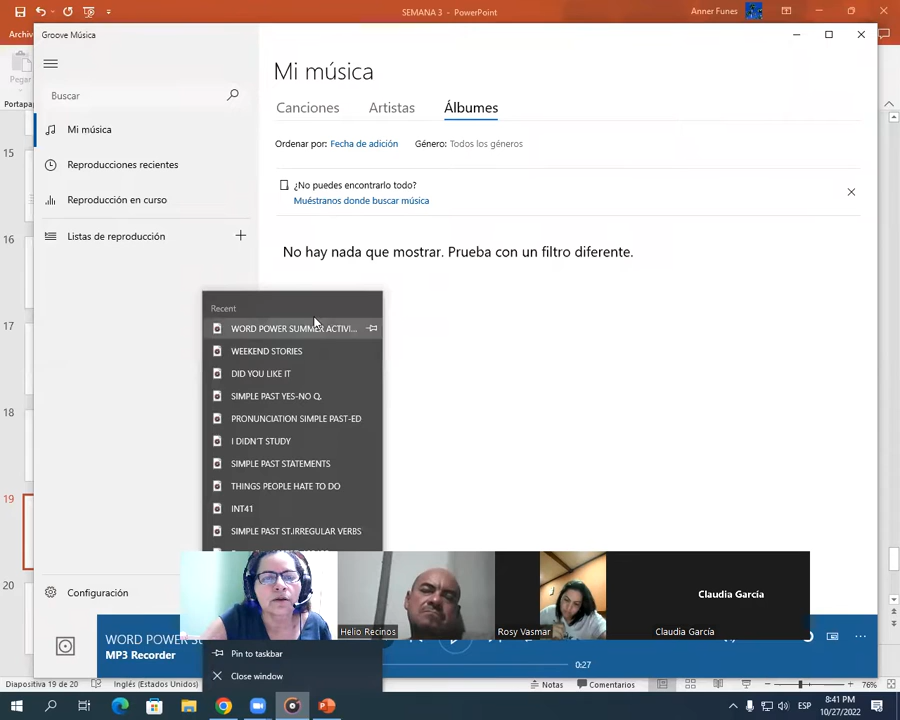 SEMANA 3 - PowerPoint
Anner Funes
Archiv
Groove Música
Pegar
Portapap
Buscar
Mi música
Reproducciones recientes
Reproducción en curso
Listas de reproducción
Configuración
Mi música
Canciones
Artistas
Álbumes
Ordenar por: Fecha de adición
Género: Todos los géneros
¿No puedes encontrarlo todo?
Muéstranos donde buscar música
No hay nada que mostrar. Prueba con un filtro diferente.
15
16
17
18
19
20
Recent
WORD POWER SUMMER ACTIVI...
WEEKEND STORIES
DID YOU LIKE IT
SIMPLE PAST YES-NO Q.
PRONUNCIATION SIMPLE PAST-ED
I DIDN'T STUDY
SIMPLE PAST STATEMENTS
THINGS PEOPLE HATE TO DO
INT41
SIMPLE PAST ST.IRREGULAR VERBS
Pin to taskbar
Close window
Helio Recinos
Rosy Vasmar
Claudia García
Claudia García
WORD POWER SU
MP3 Recorder
0:27
Diapositiva 19 de 20
Inglés (Estados Unidos)
Notas
Comentarios
76%
ESP
8:41 PM
10/27/2022